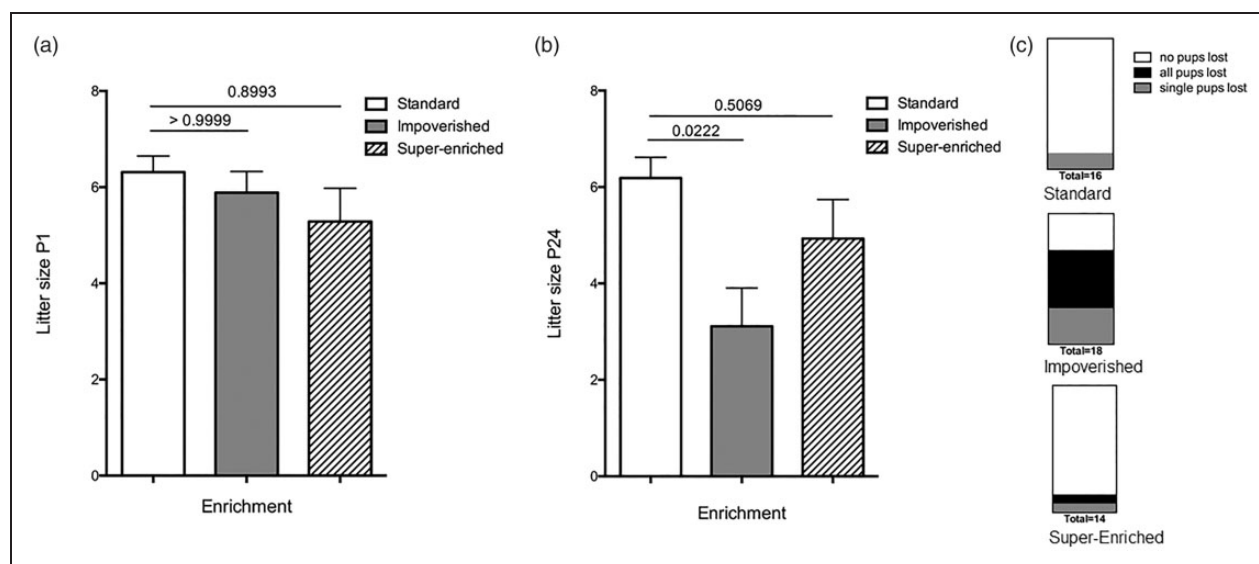 (a)
Litter size P1
8
6
4
2
0
0.8993
> 0.9999
Standard
Impoverished
Super-enriched
Enrichment
(b)
Litter size P24
8
6
4
2
0
0.5069
0.0222
Standard
Impoverished
Super-enriched
Enrichment
(c)
no pups lost
all pups lost
single pups lost
Total=16
Standard
Total=18
Impoverished
Total=14
Super-Enriched